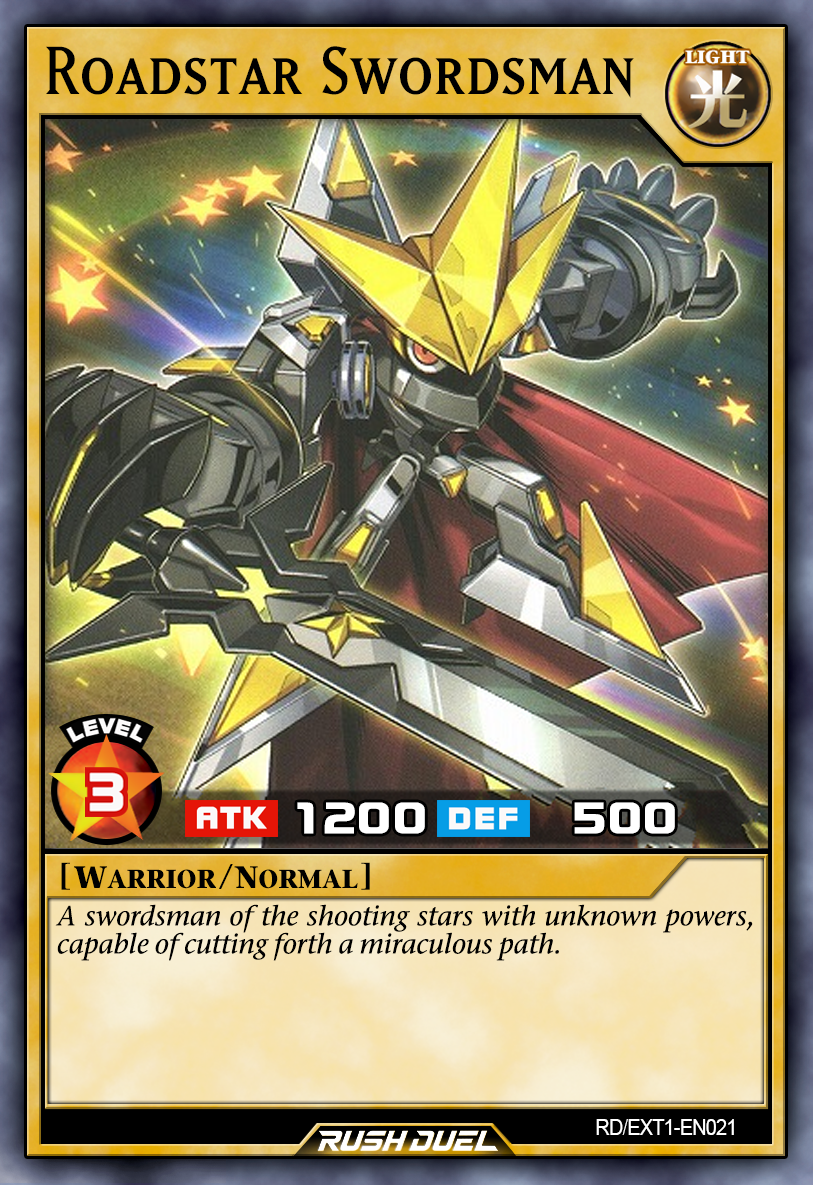 Roadstar Swordsman
LIGHT
光
LEVEL
3
ATK 1200 DEF 500
[Warrior/Normal]
A swordsman of the shooting stars with unknown powers,
capable of cutting forth a miraculous path.
RD/EXT1-EN021
RUSH DUEL